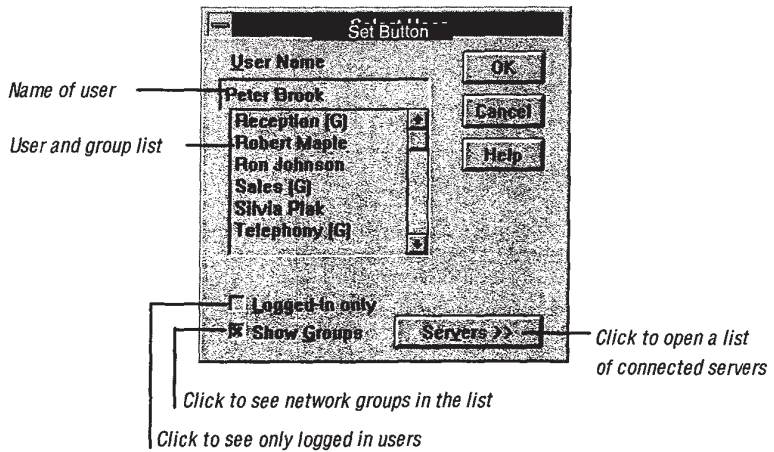 Set Button
User Name
OK
Name of user
Peter Brook
Cancel
Reception (G)
User and group list
Robert Maple
Help
Ron Johnson
Sales (G)
Silvia Plak
Telephony (G)
Logged-in only
Show Groups
Servers >>
Click to open a list
of connected servers
Click to see network groups in the list
Click to see only logged in users